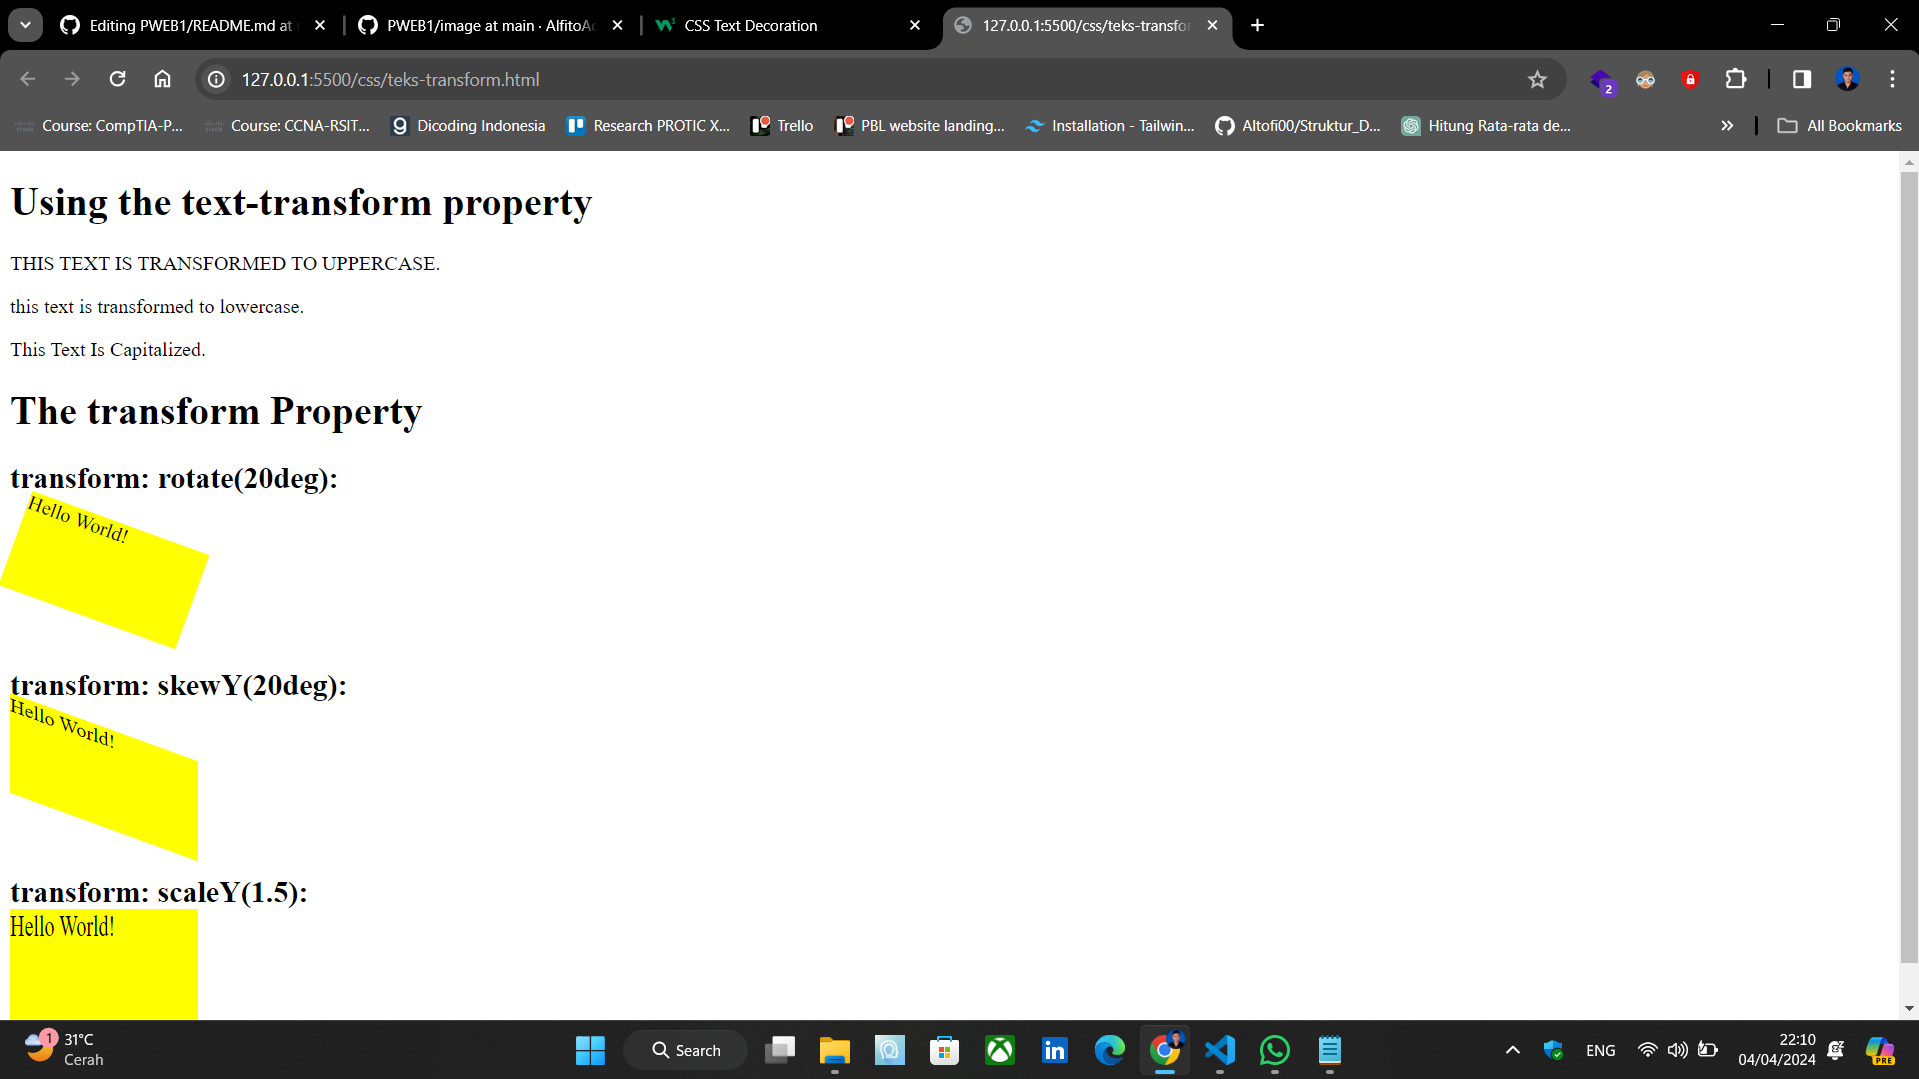 Editing PWEB1/README.md at
PWEB1/image at main · AlfitoAc
CSS Text Decoration
127.0.0.1:5500/css/teks-transfor
127.0.0.1:5500/css/teks-transform.html
2
Course: CompTIA-P...
Course: CCNA-RSIT...
Dicoding Indonesia
Research PROTIC X...
Trello
PBL website landing...
Installation - Tailwin...
Altofi00/Struktur_D...
Hitung Rata-rata de...
All Bookmarks
Using the text-transform property
THIS TEXT IS TRANSFORMED TO UPPERCASE.
this text is transformed to lowercase.
This Text Is Capitalized.
The transform Property
transform: rotate(20deg):
Hello World!
transform: skewY(20deg):
Hello World!
transform: scaleY(1.5):
Hello World!
1
31°C
Cerah
Search
ENG
22:10
04/04/2024
PRE